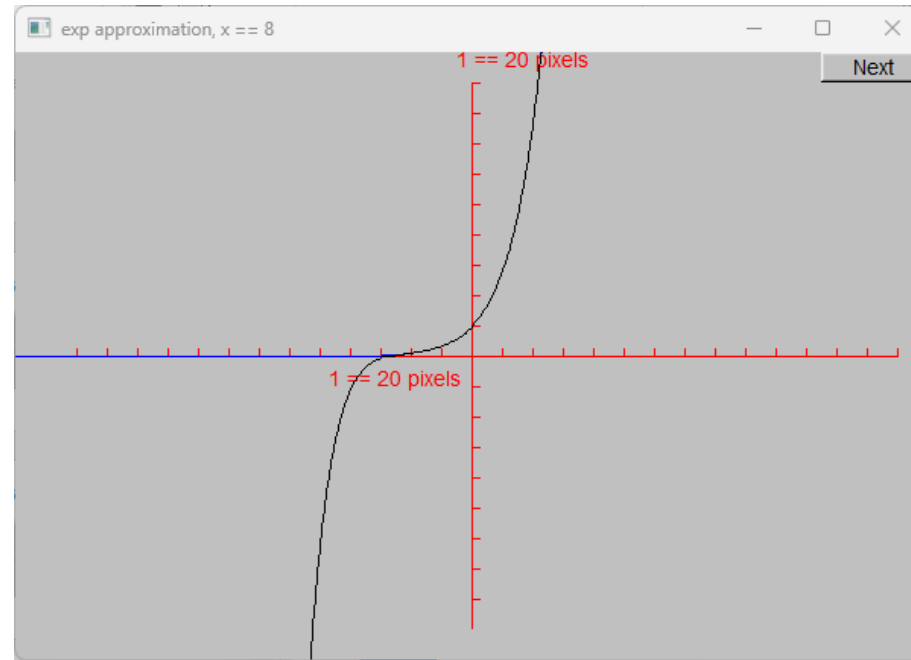 exp approximation, x == 8
1 == 20 pixels
Next
1 == 20 pixels